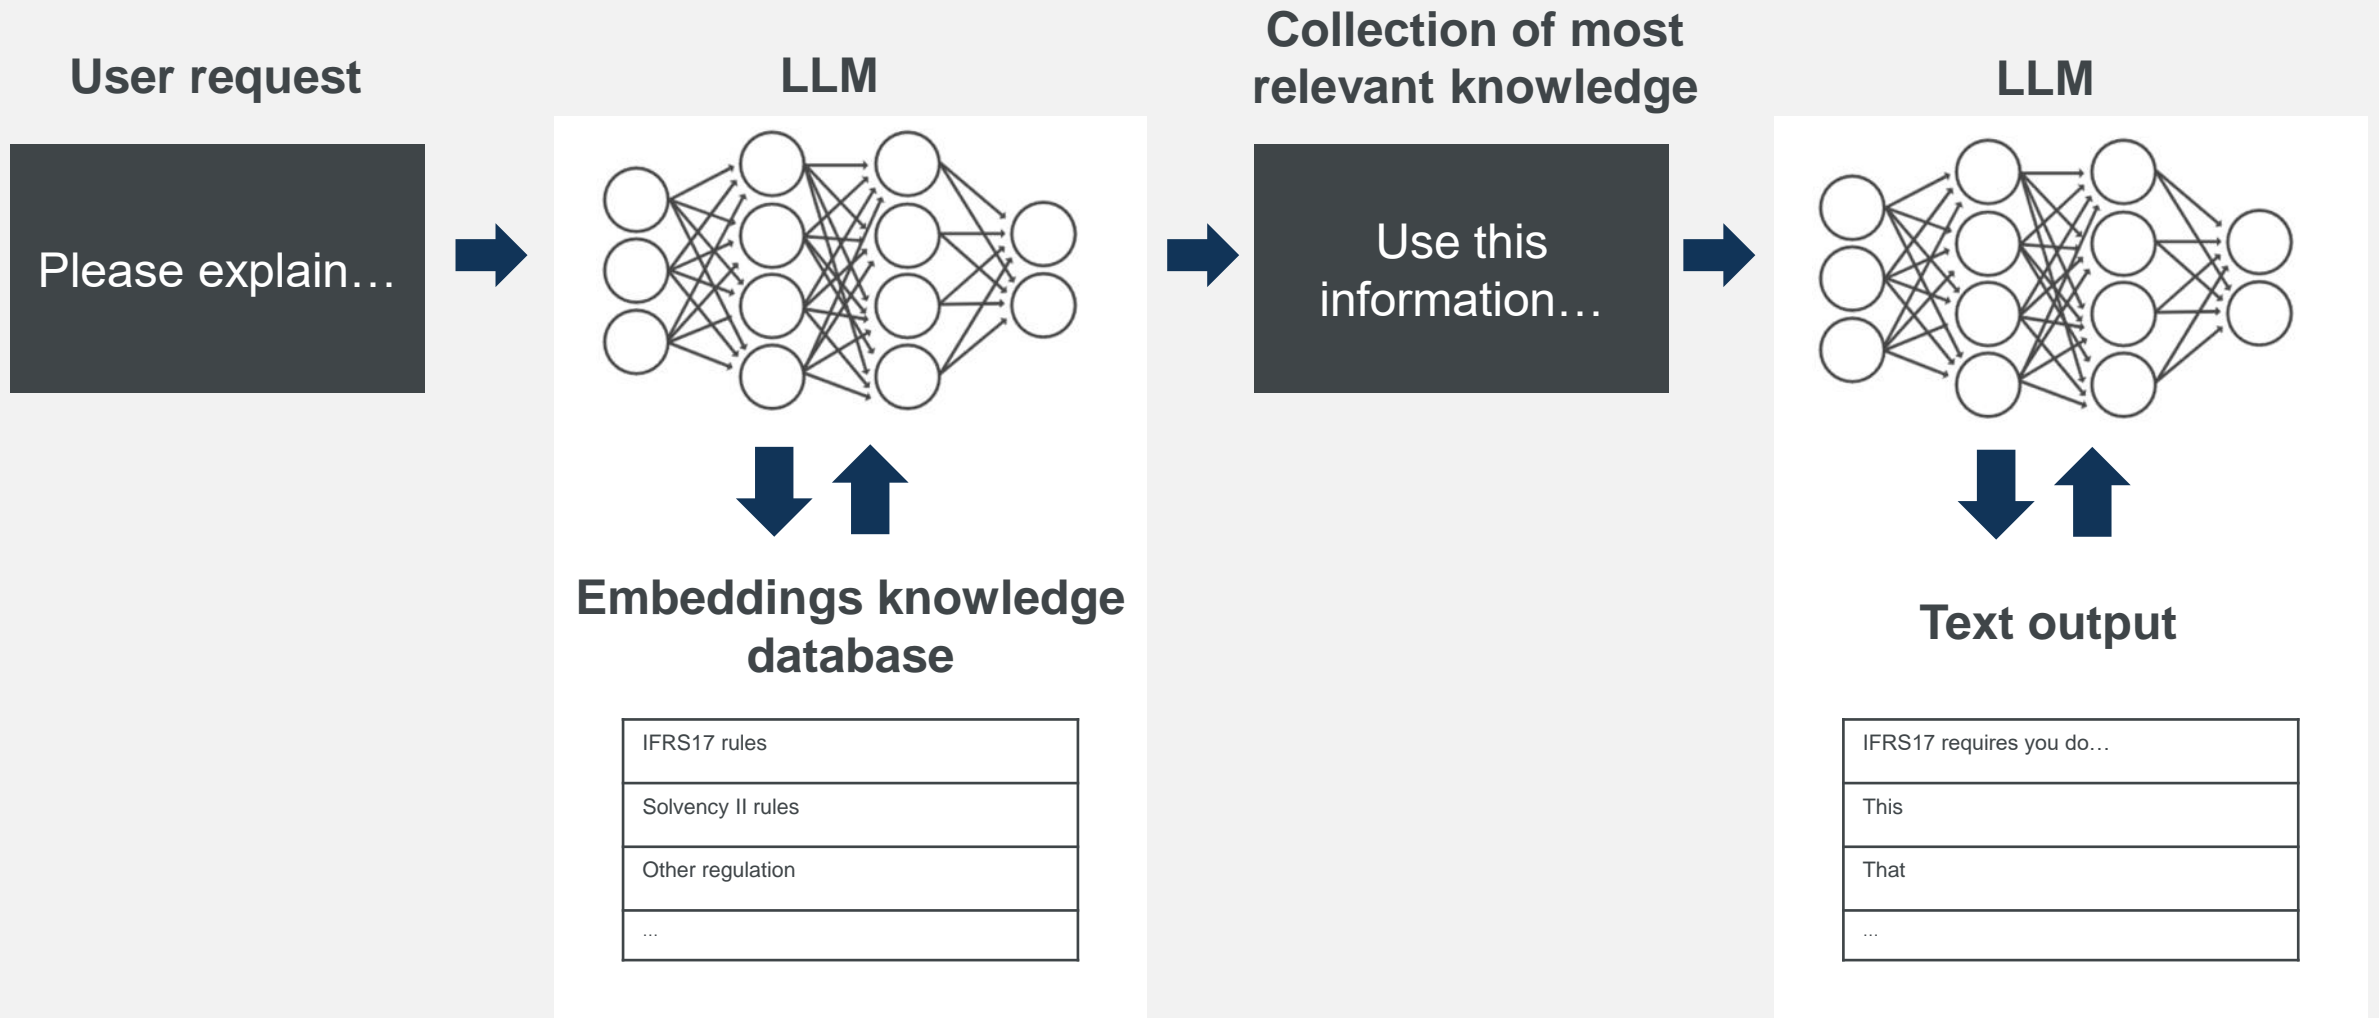 User request
Please explain…
LLM
Embeddings knowledge
database
IFRS17 rules
Solvency II rules
Other regulation
…
Collection of most
relevant knowledge
Use this
information…
LLM
Text output
IFRS17 requires you do…
This
That
…